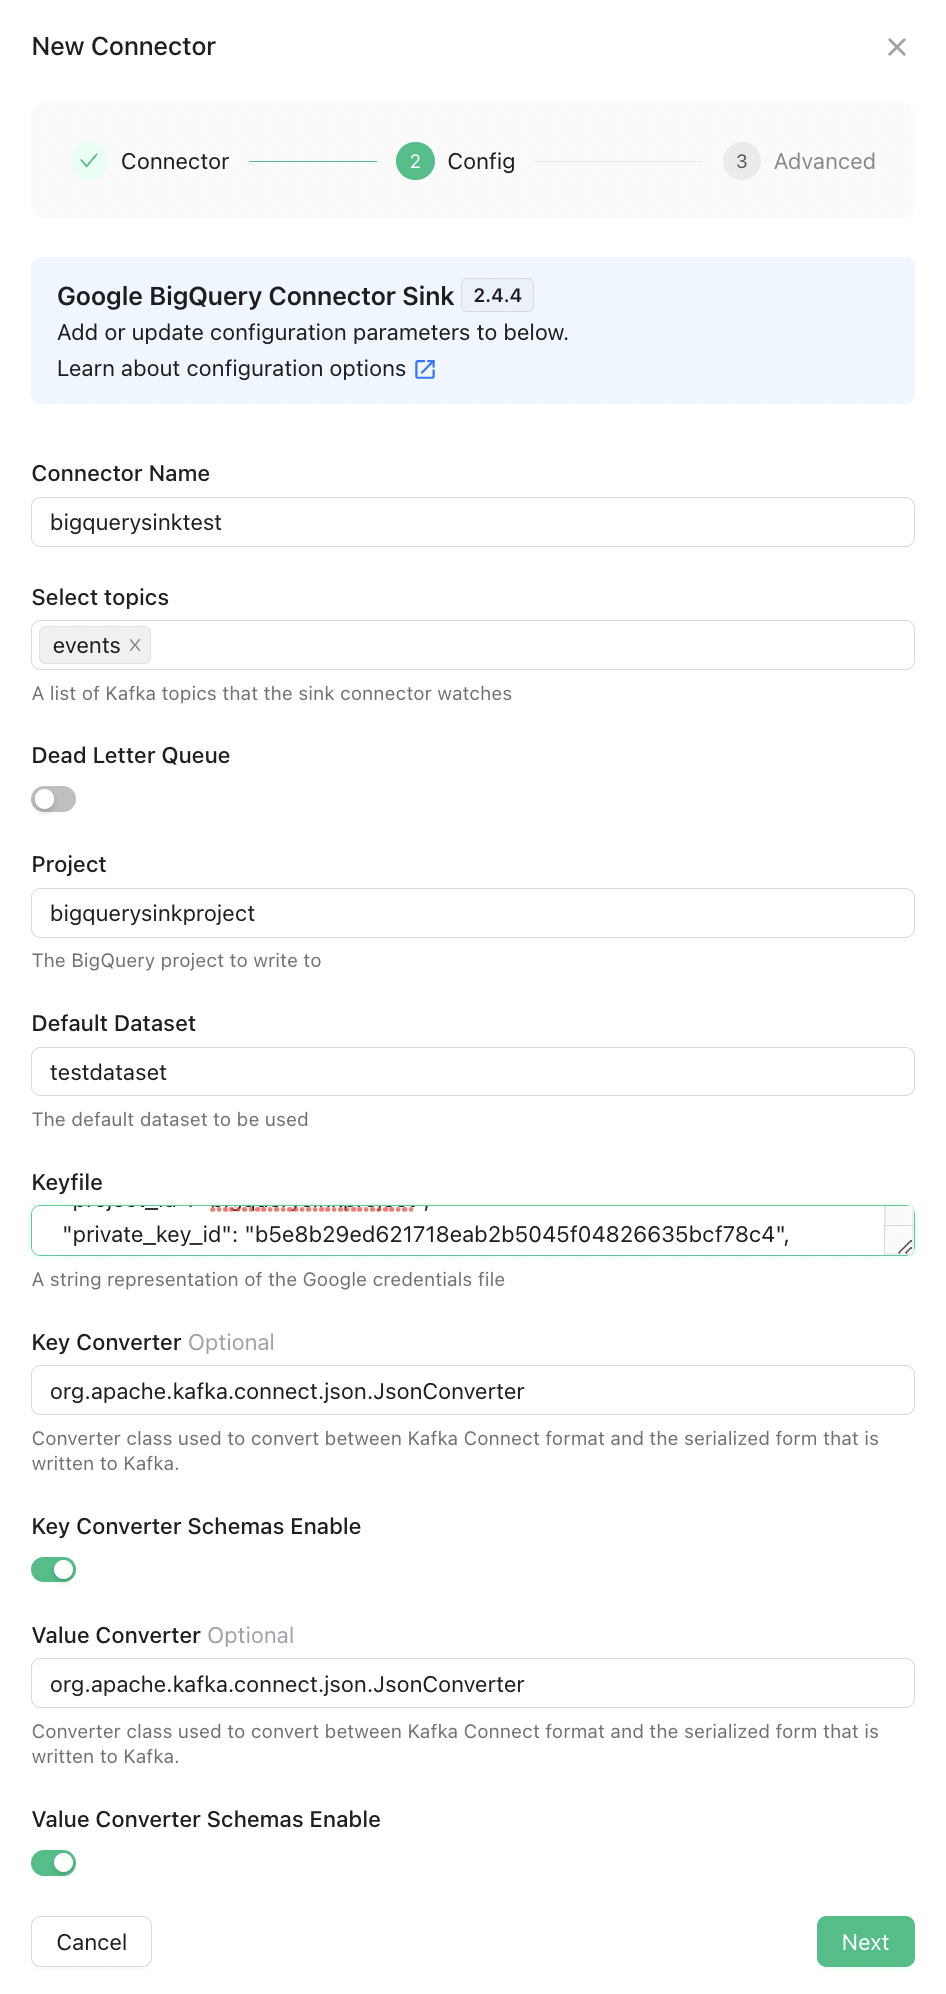 New Connector
Connector
2
Config
3
Advanced
Google BigQuery Connector Sink 2.4.4
Add or update configuration parameters to below.
Learn about configuration options
Connector Name
bigquerysinktest
Select topics
events
A list of Kafka topics that the sink connector watches
Dead Letter Queue
Project
bigquerysinkproject
The BigQuery project to write to
Default Dataset
testdataset
The default dataset to be used
Keyfile
"private_key_id": "b5e8b29ed621718eab2b5045f04826635bcf78c4",
A string representation of the Google credentials file
Key Converter Optional
org.apache.kafka.connect.json.JsonConverter
Converter class used to convert between Kafka Connect format and the serialized form that is
written to Kafka.
Key Converter Schemas Enable
Value Converter Optional
org.apache.kafka.connect.json.JsonConverter
Converter class used to convert between Kafka Connect format and the serialized form that is
written to Kafka.
Value Converter Schemas Enable
Cancel
Next